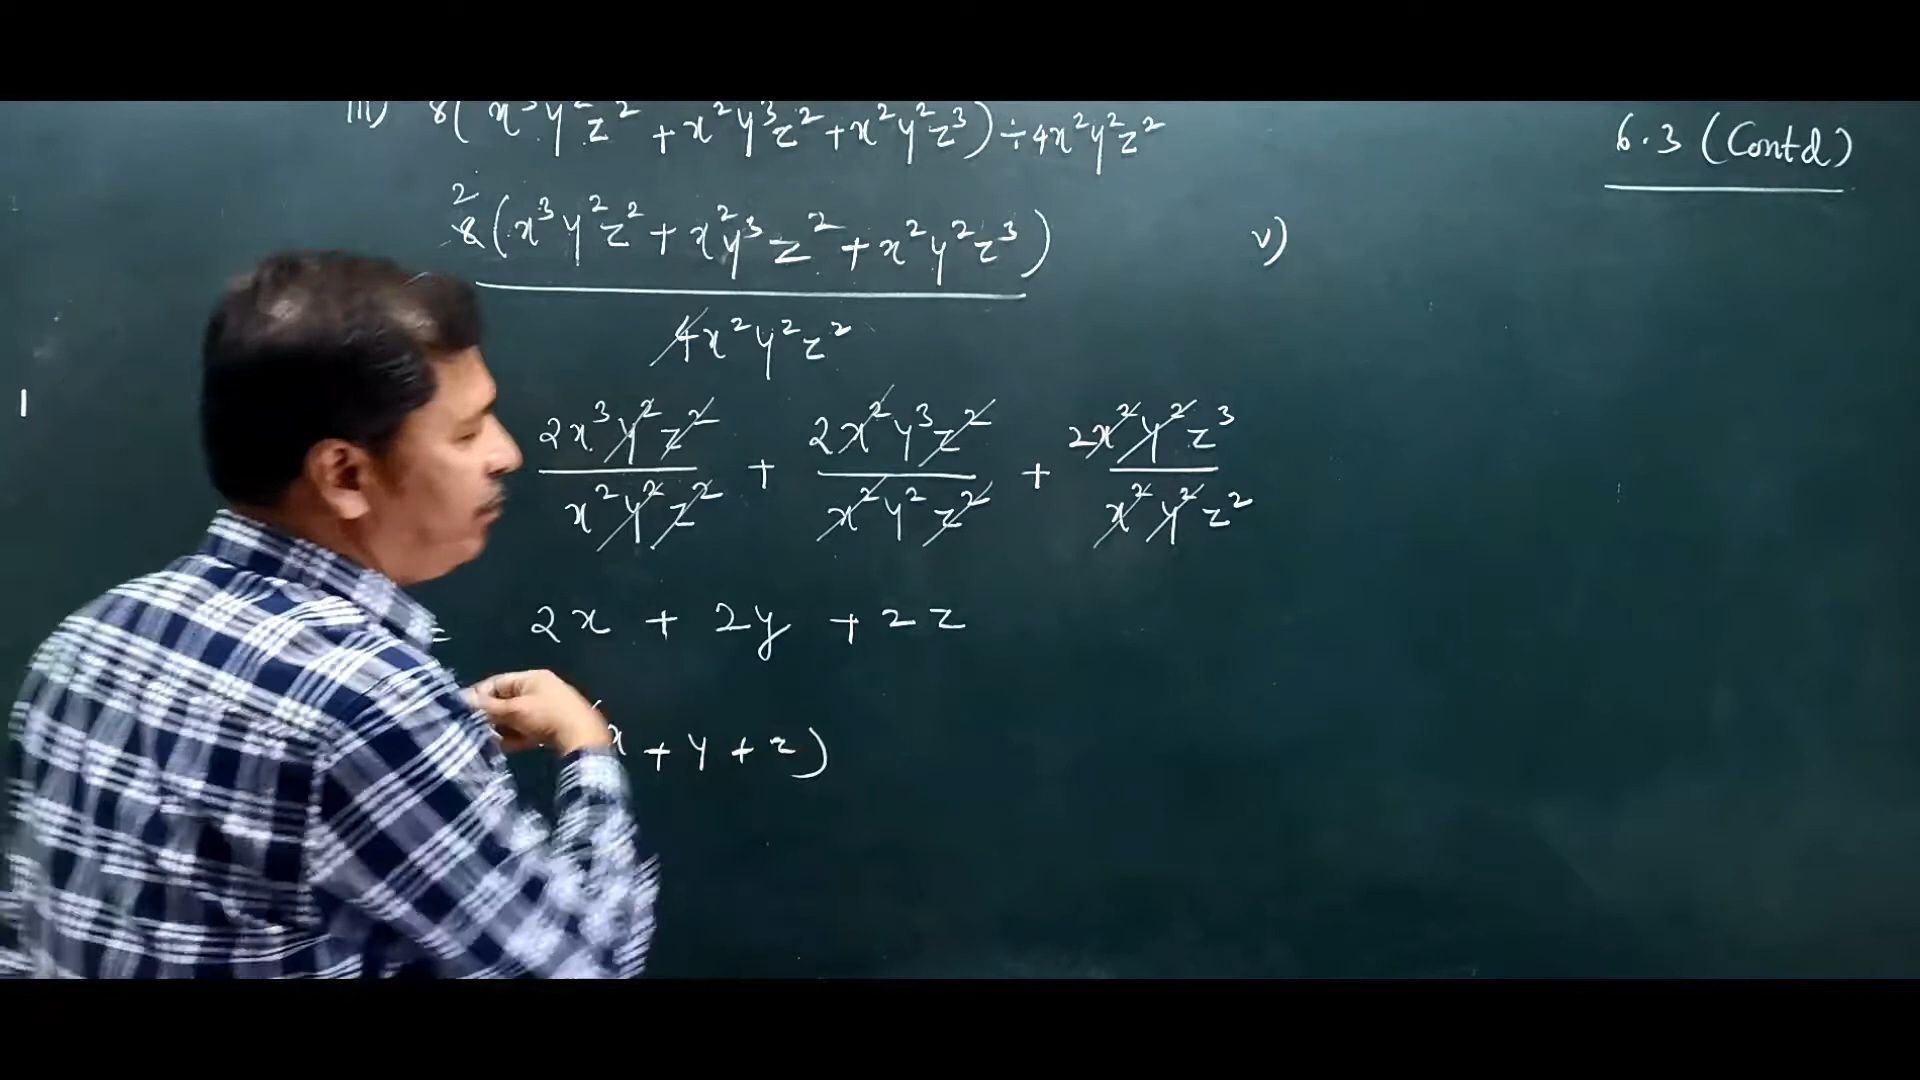 iii) 8(x³y²z² + x²y³z² + x²y²z³) ÷ 4x²y²z²
6.3 (Contd)
2
8(x³y²z² + x²y³z² + x²y²z³)
4x²y²z²
v)
1
2x³y²z² + 2x²y³z² + 2x²y²z³
x²y²z² x²y²z² x²y²z²
= 2x + 2y + 2z
(x + y + z)